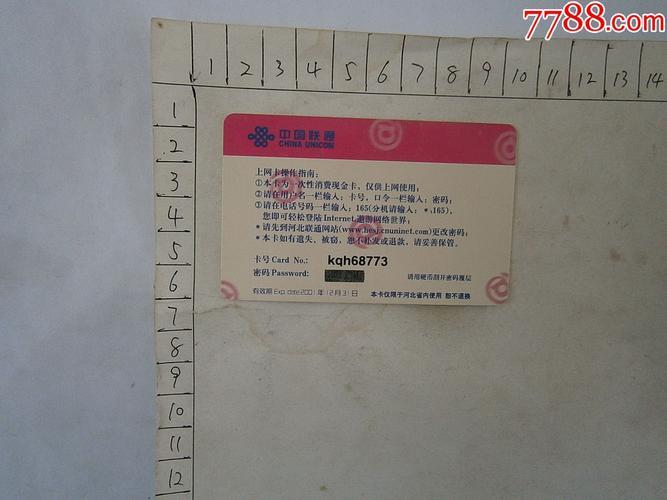 7788.com
1 2 3 4 5 6 7 8 9 10 11 12 13 14
1
2
3
4
5
6
7
8
9
10
11
12
中国联通
CHINA UNICOM
上网卡操作指南:
①本卡为一次性消费现金卡,仅供上网使用;
②请在用户名一栏输入:卡号,口令一栏输入:密码;
③请在电话号码一栏输入:165(分机请输入:*,165),
您即可轻松登陆Internet,遨游网络世界;
*请先到河北联通网站(www.hesj.cnuninet.com)更改密码;
*本卡如有遗失、被窃,恕不补发或退款,请妥善保管。
卡号 Card No.: kqh68773
密码 Password: 请用硬币刮开密码覆层
有效期 Exp. date:2001年12月31日 本卡仅限于河北省内使用 恕不退换